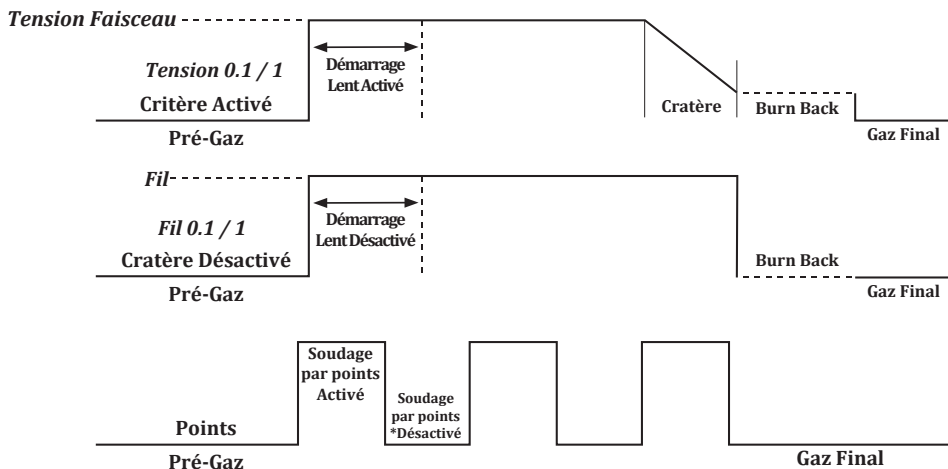 Tension Faisceau
Tension 0.1 / 1
Démarrage
Lent Activé
Critère Activé
Cratère
Burn Back
Pré-Gaz
Gaz Final
Fil
Fil 0.1 / 1
Démarrage
Lent Désactivé
Cratère Désactivé
Burn Back
Pré-Gaz
Gaz Final
Soudage
par points
Activé
Soudage
par points
*Désactivé
Points
Pré-Gaz
Gaz Final